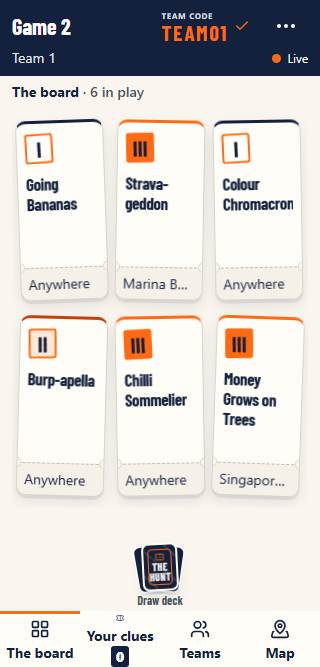 Game 2
TEAM CODE
TEAM01
Team 1
Live
The board · 6 in play
I
Going
Bananas
Anywhere
III
Strava-
geddon
Marina B...
I
Colour
Chromacron
Anywhere
II
Burp-apella
Anywhere
III
Chilli
Sommelier
Anywhere
III
Money
Grows on
Trees
Singapor...
THE
HUNT
Draw deck
The board
Your clues
0
Teams
Map